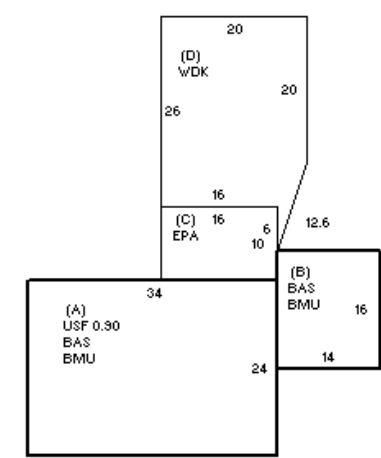 20
(D)
WDK
20
26
16
(C) 16
EPA
6
10
12.6
(B)
BAS
BMU
16
14
34
(A)
USF 0.90
BAS
BMU
24